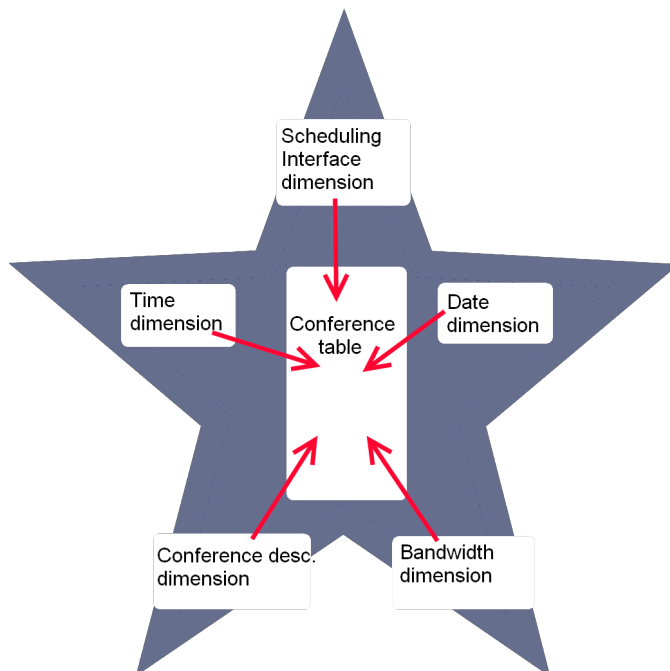 Scheduling
Interface
dimension
Time
dimension
Date
dimension
Conference
table
Conference desc.
dimension
Bandwidth
dimension